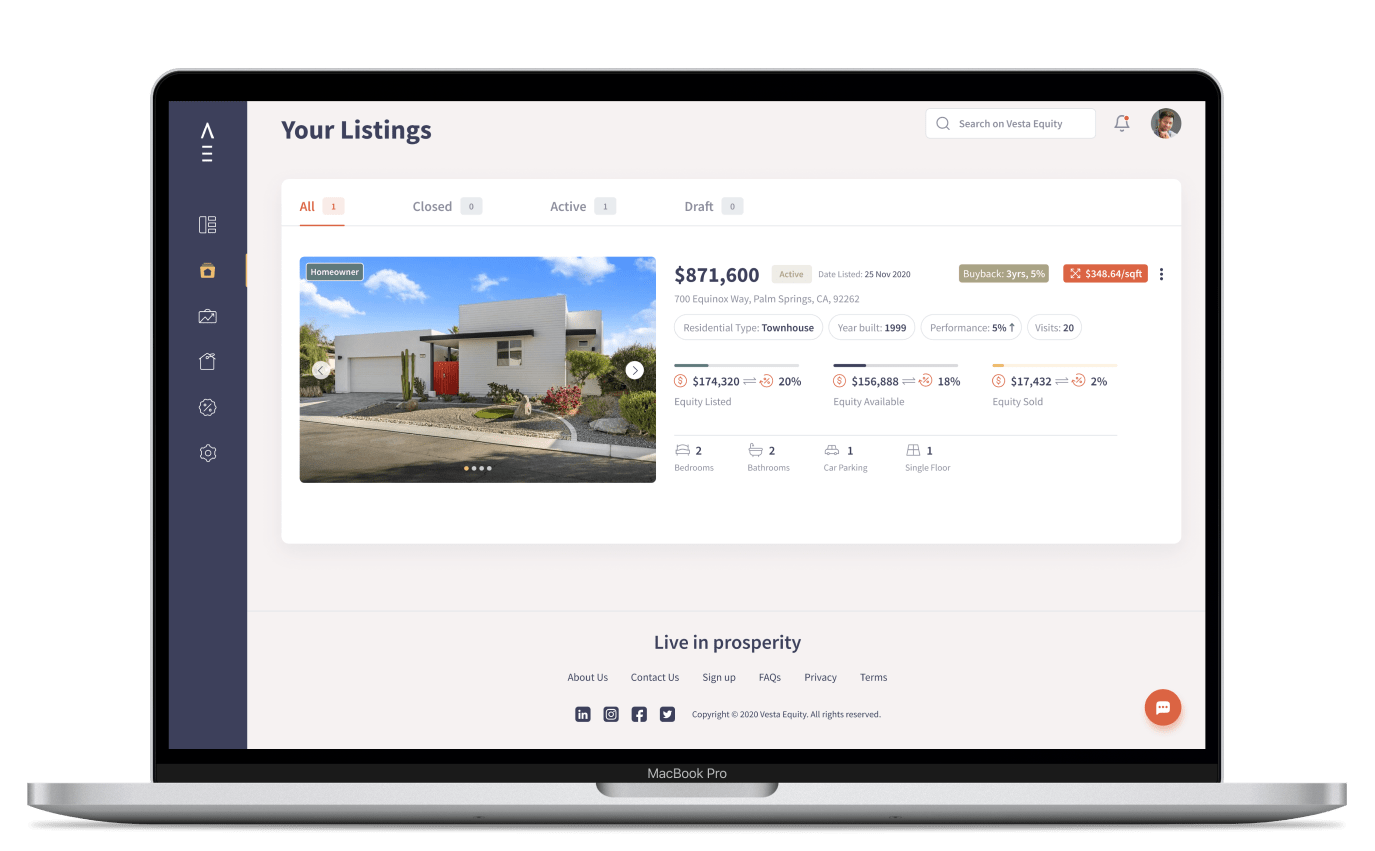 Your Listings
Search on Vesta Equity
All 1 Closed 0 Active 1 Draft 0
Homeowner
$871,600 Active Date Listed: 25 Nov 2020 Buyback: 3yrs, 5% $348.64/sqft
700 Equinox Way, Palm Springs, CA, 92262
Residential Type: Townhouse Year built: 1999 Performance: 5% ↑ Visits: 20
$174,320 20% $156,888 18% $17,432 2%
Equity Listed Equity Available Equity Sold
2 2 1 1
Bedrooms Bathrooms Car Parking Single Floor
Live in prosperity
About Us Contact Us Sign up FAQs Privacy Terms
Copyright © 2020 Vesta Equity. All rights reserved.
MacBook Pro